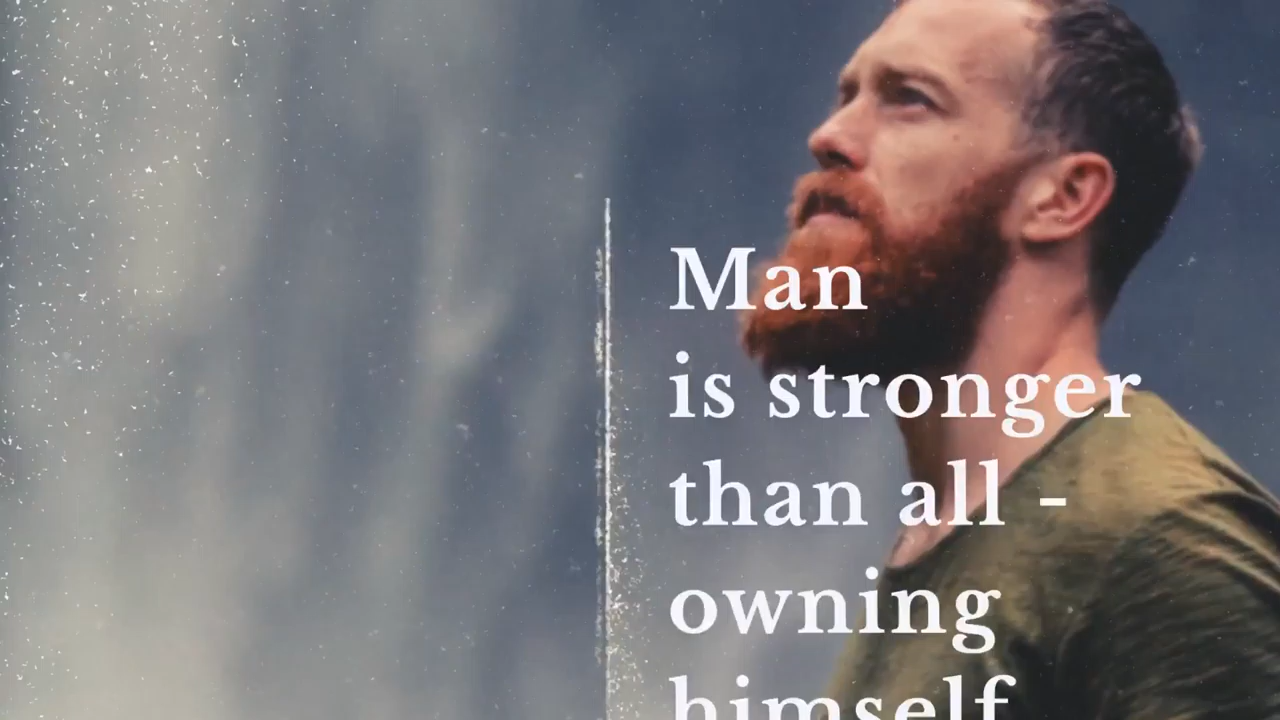 Man
is stronger
than all -
owning
himself